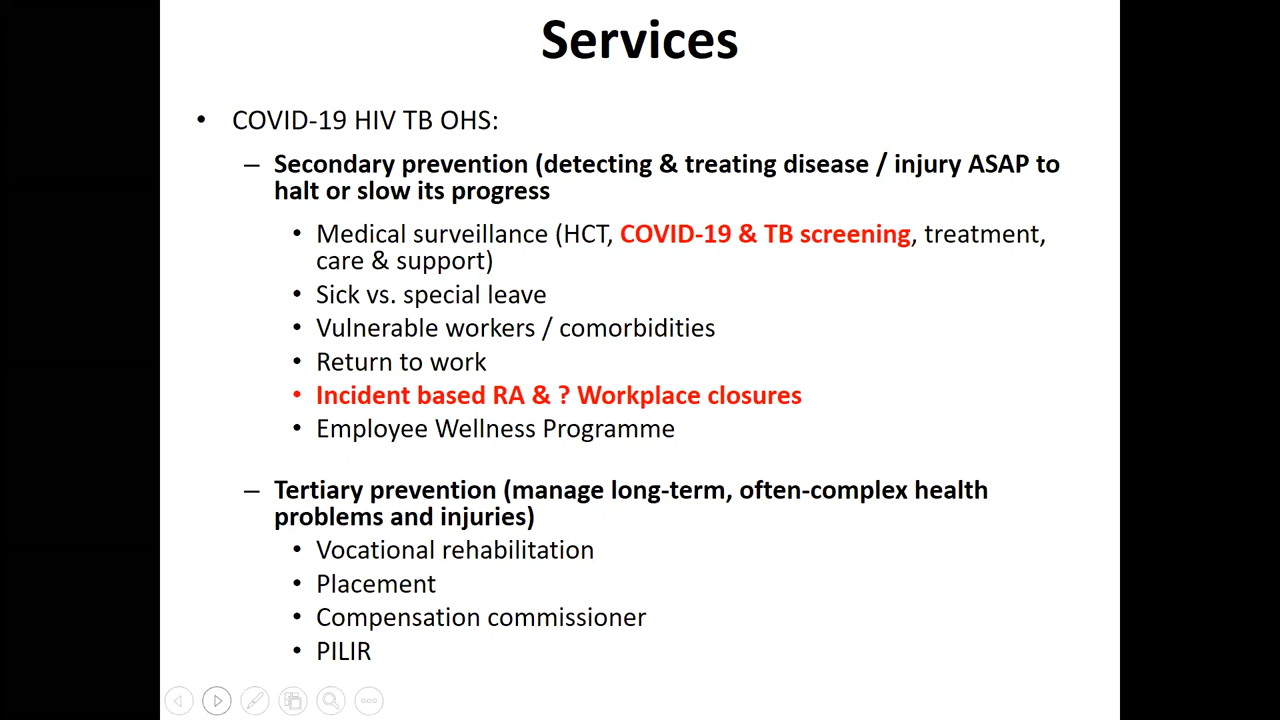 Services
• COVID-19 HIV TB OHS:
– Secondary prevention (detecting & treating disease / injury ASAP to
halt or slow its progress
• Medical surveillance (HCT, COVID-19 & TB screening, treatment,
care & support)
• Sick vs. special leave
• Vulnerable workers / comorbidities
• Return to work
• Incident based RA & ? Workplace closures
• Employee Wellness Programme
– Tertiary prevention (manage long-term, often-complex health
problems and injuries)
• Vocational rehabilitation
• Placement
• Compensation commissioner
• PILIR